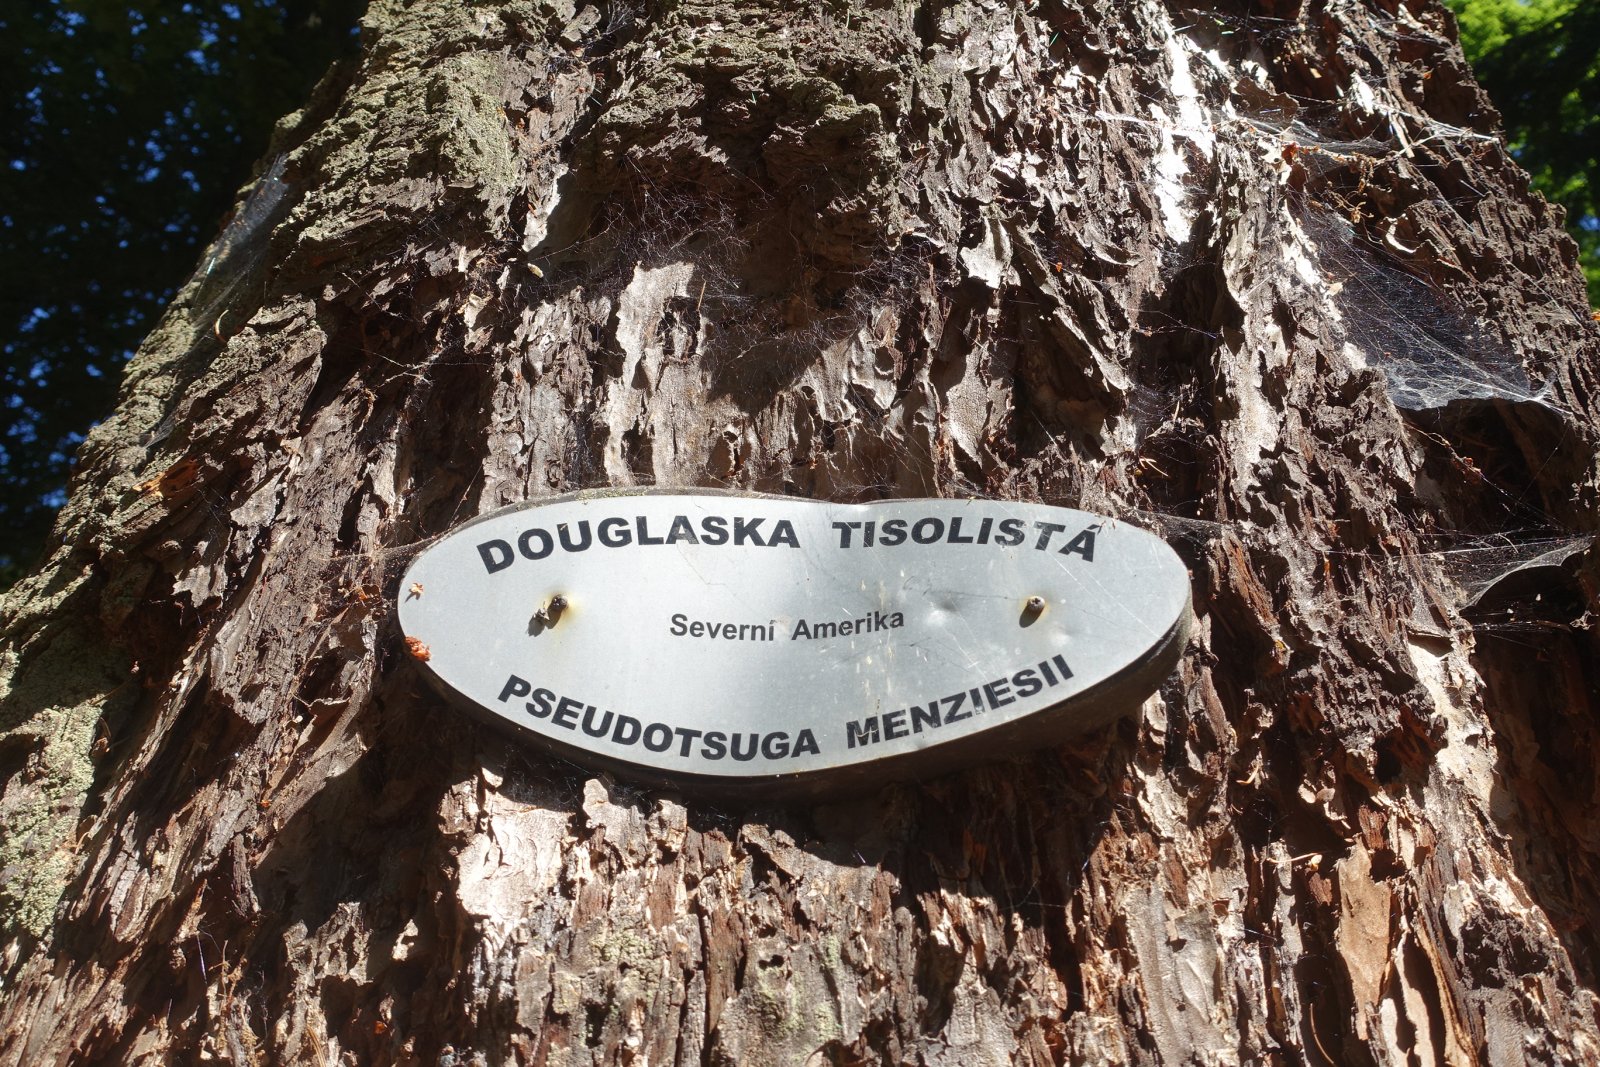 DOUGLASKA TISOLISTÁ
Severní Amerika
PSEUDOTSUGA MENZIESII